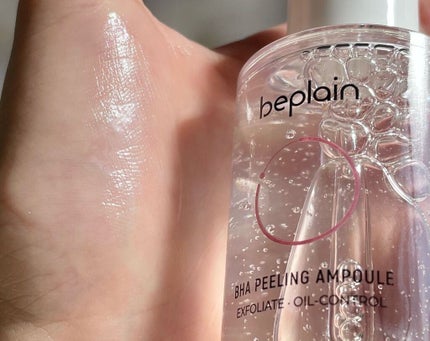 beplain
BHA PEELING AMPOULE
EXFOLIATE · OIL-CONTROL